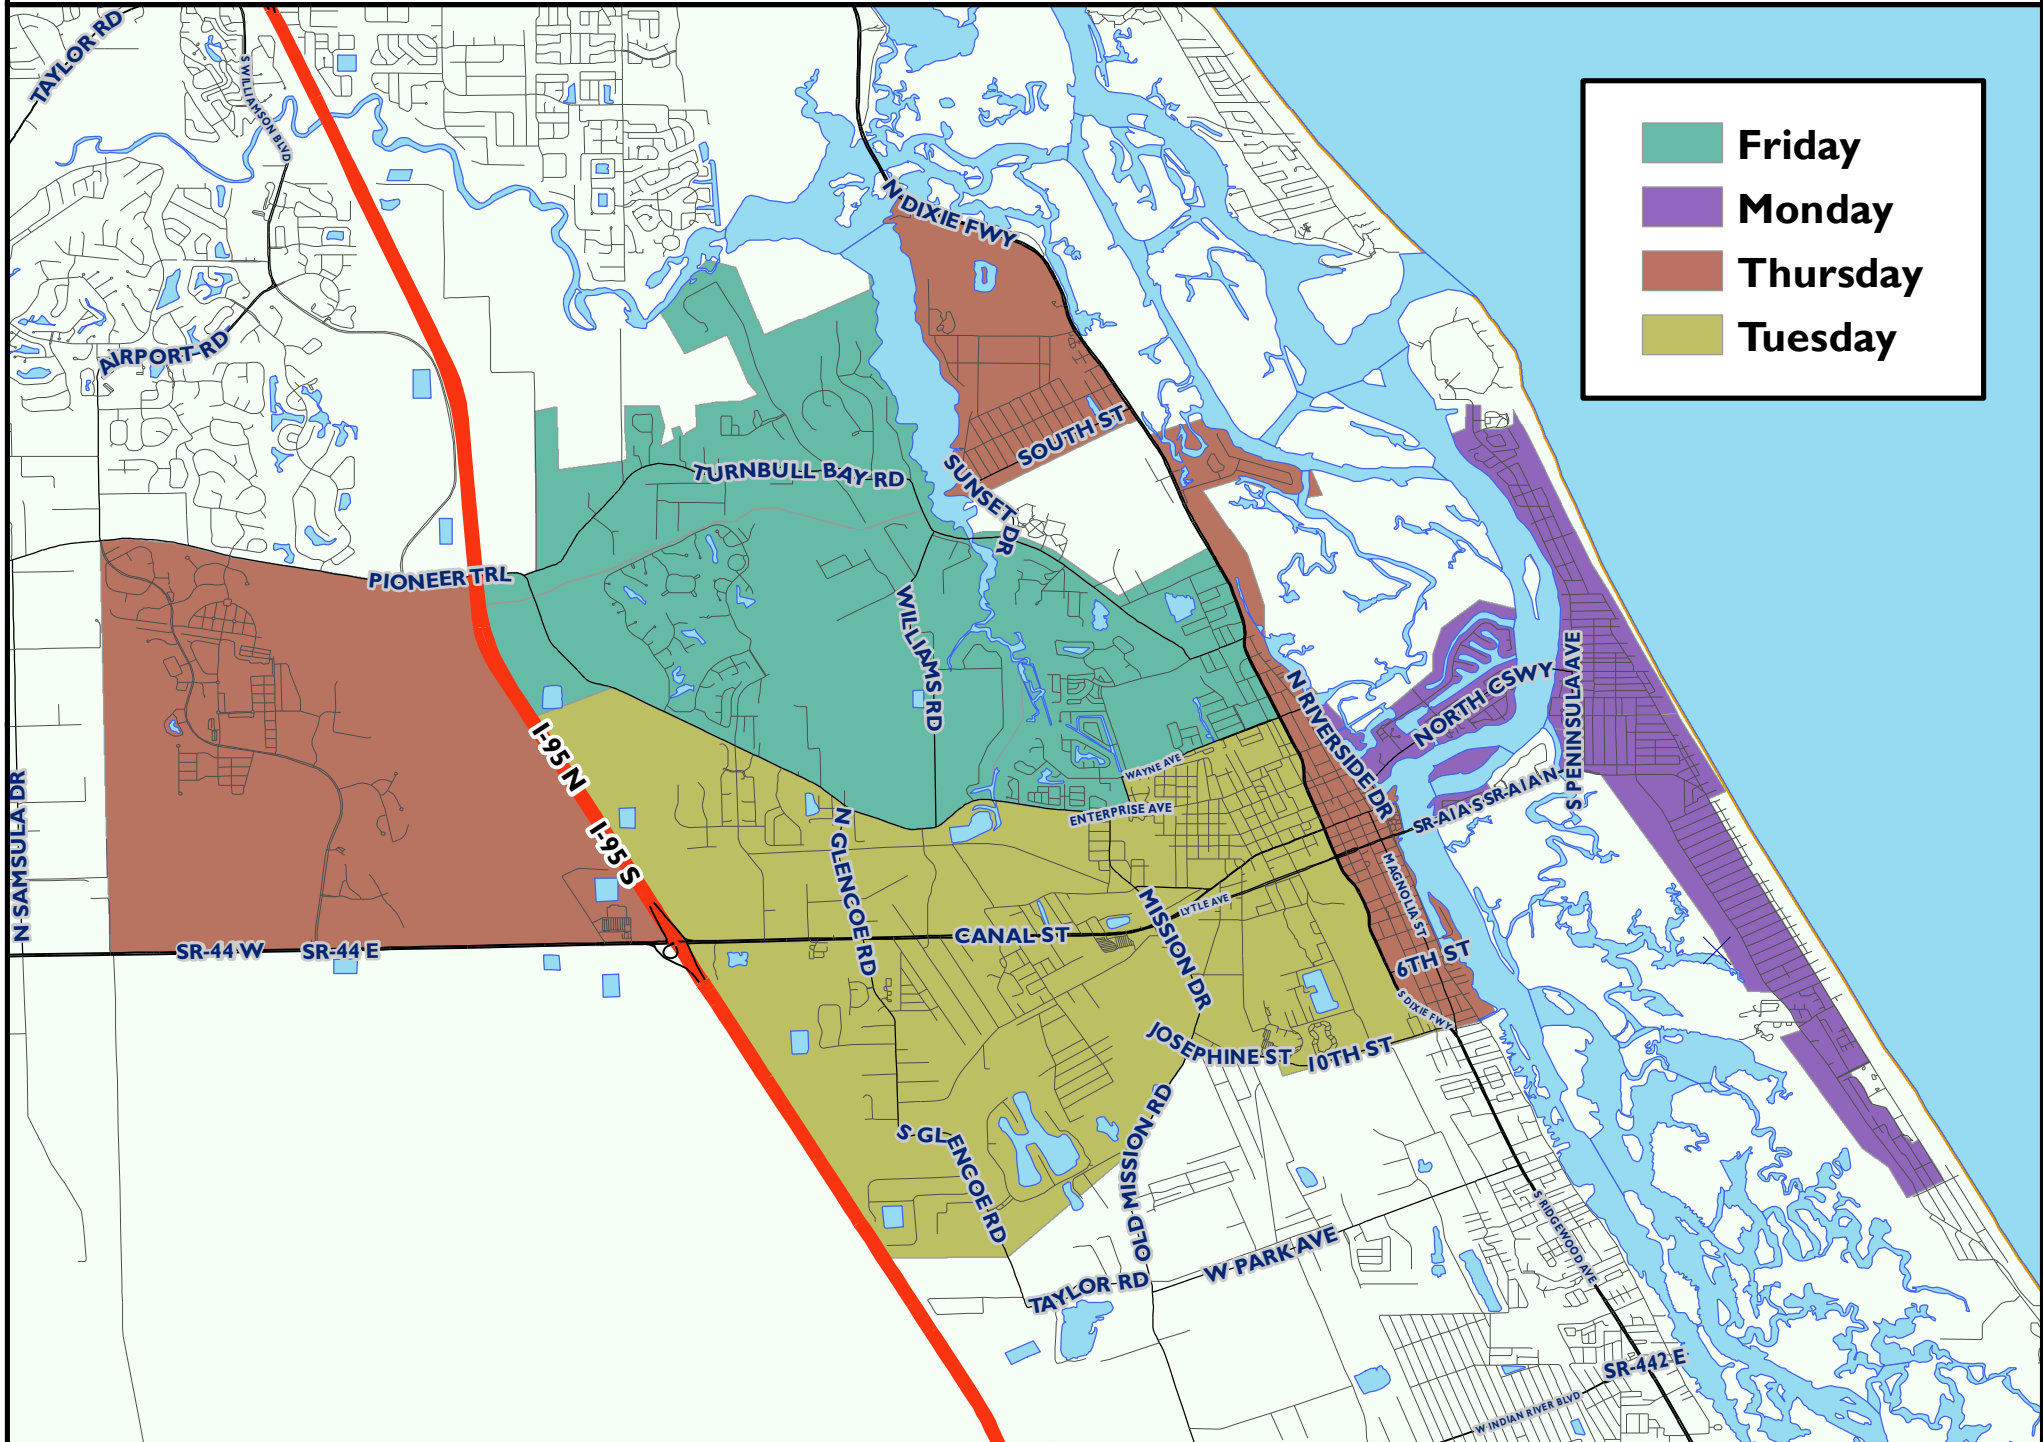 TAYLOR RD
S WILLIAMSON BLVD
Friday
Monday
Thursday
Tuesday
N DIXIE FWY
AIRPORT RD
SOUTH ST
TURNBULL BAY RD
SUNSET DR
PIONEER TRL
WILLIAMS RD
S PENINSULA AVE
NORTH CSWY
N RIVERSIDE DR
I-95 N
WAYNE AVE
ENTERPRISE AVE
SR-A1A S
SR-A1A N
N SAMSULA DR
I-95 S
N GLENCOE RD
MAGNOLIA ST
MISSION DR
LYTLE AVE
SR-44 W
SR-44 E
CANAL ST
6TH ST
S DIXIE FWY
JOSEPHINE ST
10TH ST
S GLENCOE RD
OLD MISSION RD
S RIDGEWOOD AVE
W PARK AVE
TAYLOR RD
SR-442 E
W INDIAN RIVER BLVD